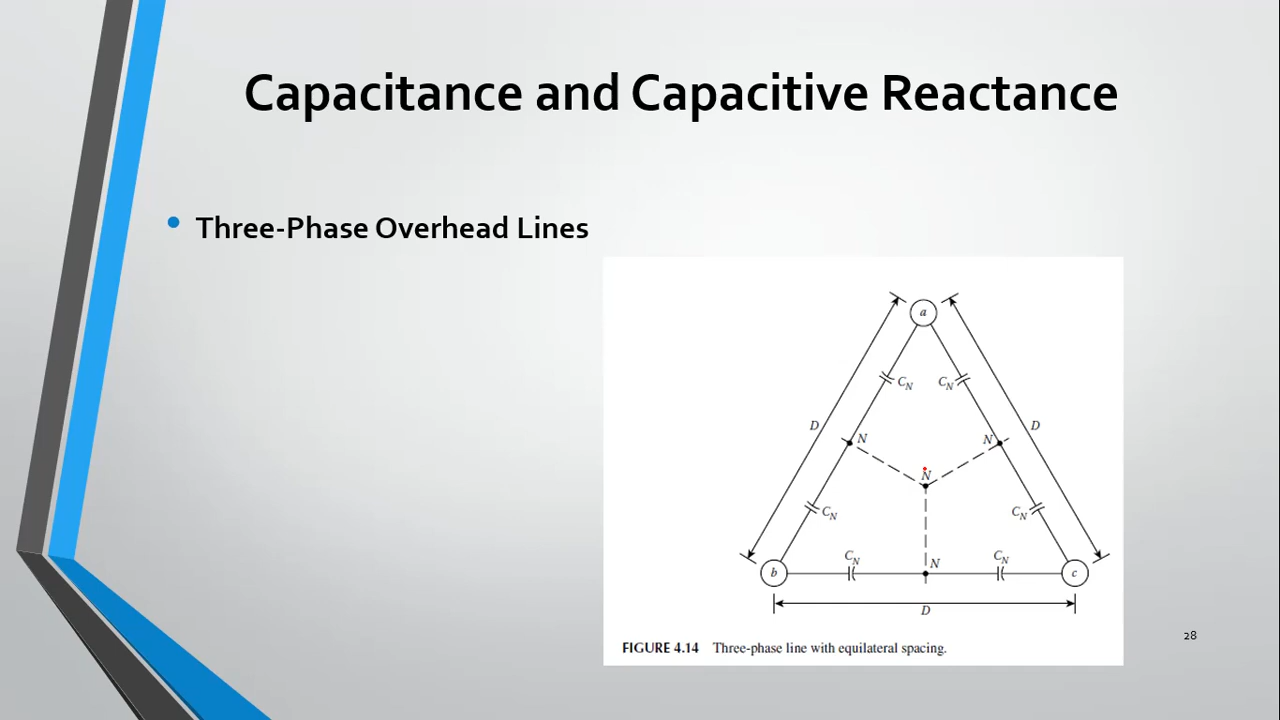 Capacitance and Capacitive Reactance
• Three-Phase Overhead Lines
a
C_N C_N
D D
N N
N
C_N C_N
C_N C_N
N
b c
D
FIGURE 4.14 Three-phase line with equilateral spacing.
28